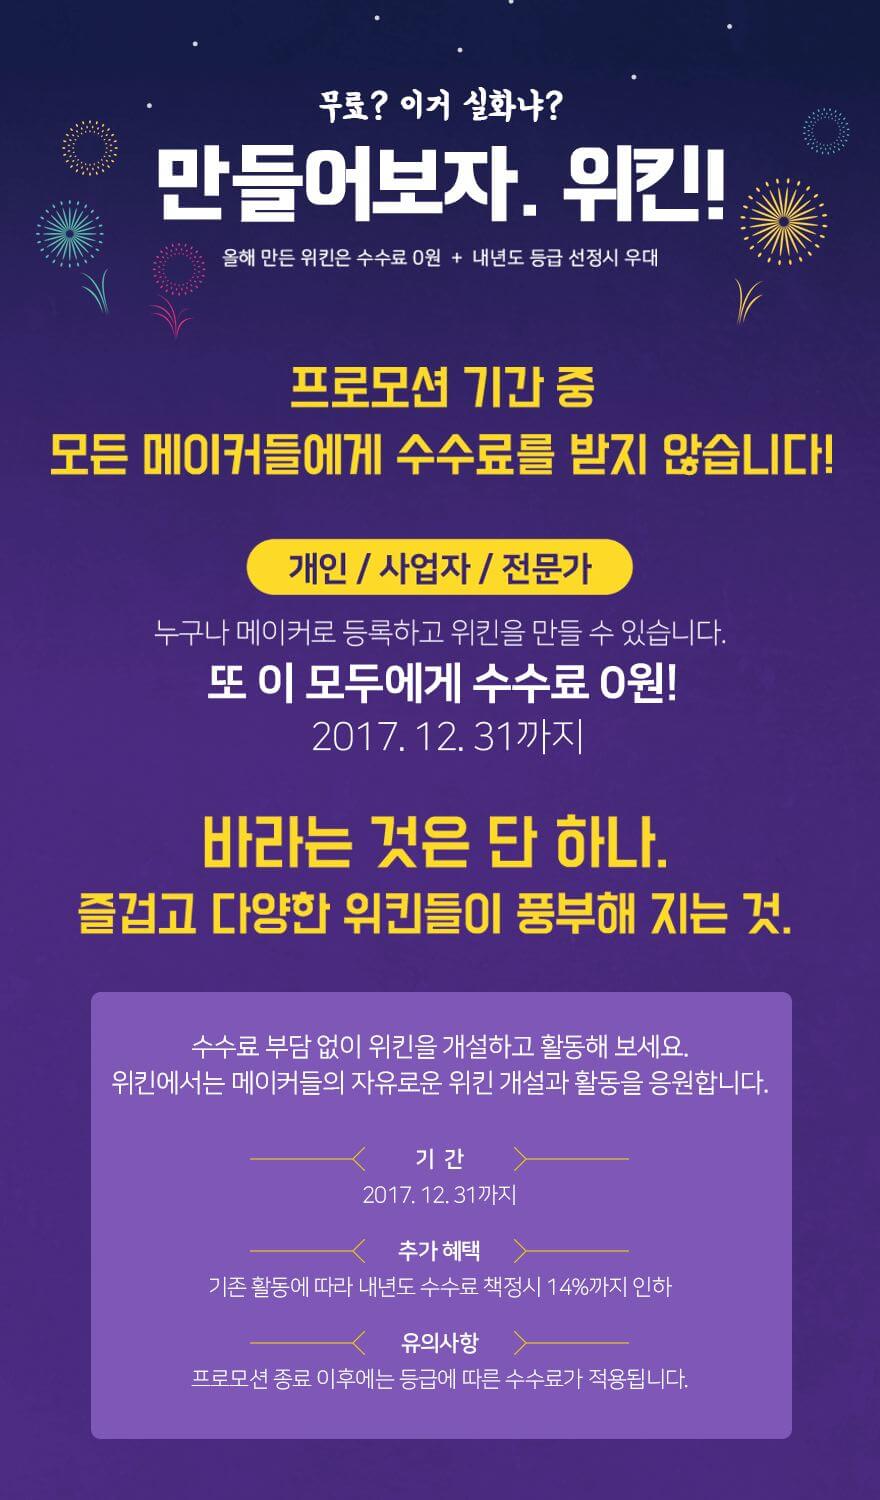 무료? 이거 실화냐?
만들어보자. 위킨!
올해 만든 위킨은 수수료 0원 + 내년도 등급 선정시 우대
프로모션 기간 중
모든 메이커들에게 수수료를 받지 않습니다!
개인 / 사업자 / 전문가
누구나 메이커로 등록하고 위킨을 만들 수 있습니다.
또 이 모두에게 수수료 0원!
2017. 12. 31까지
바라는 것은 단 하나.
즐겁고 다양한 위킨들이 풍부해 지는 것.
수수료 부담 없이 위킨을 개설하고 활동해 보세요.
위킨에서는 메이커들의 자유로운 위킨 개설과 활동을 응원합니다.
기 간
2017. 12. 31까지
추가 혜택
기존 활동에 따라 내년도 수수료 책정시 14%까지 인하
유의사항
프로모션 종료 이후에는 등급에 따른 수수료가 적용됩니다.